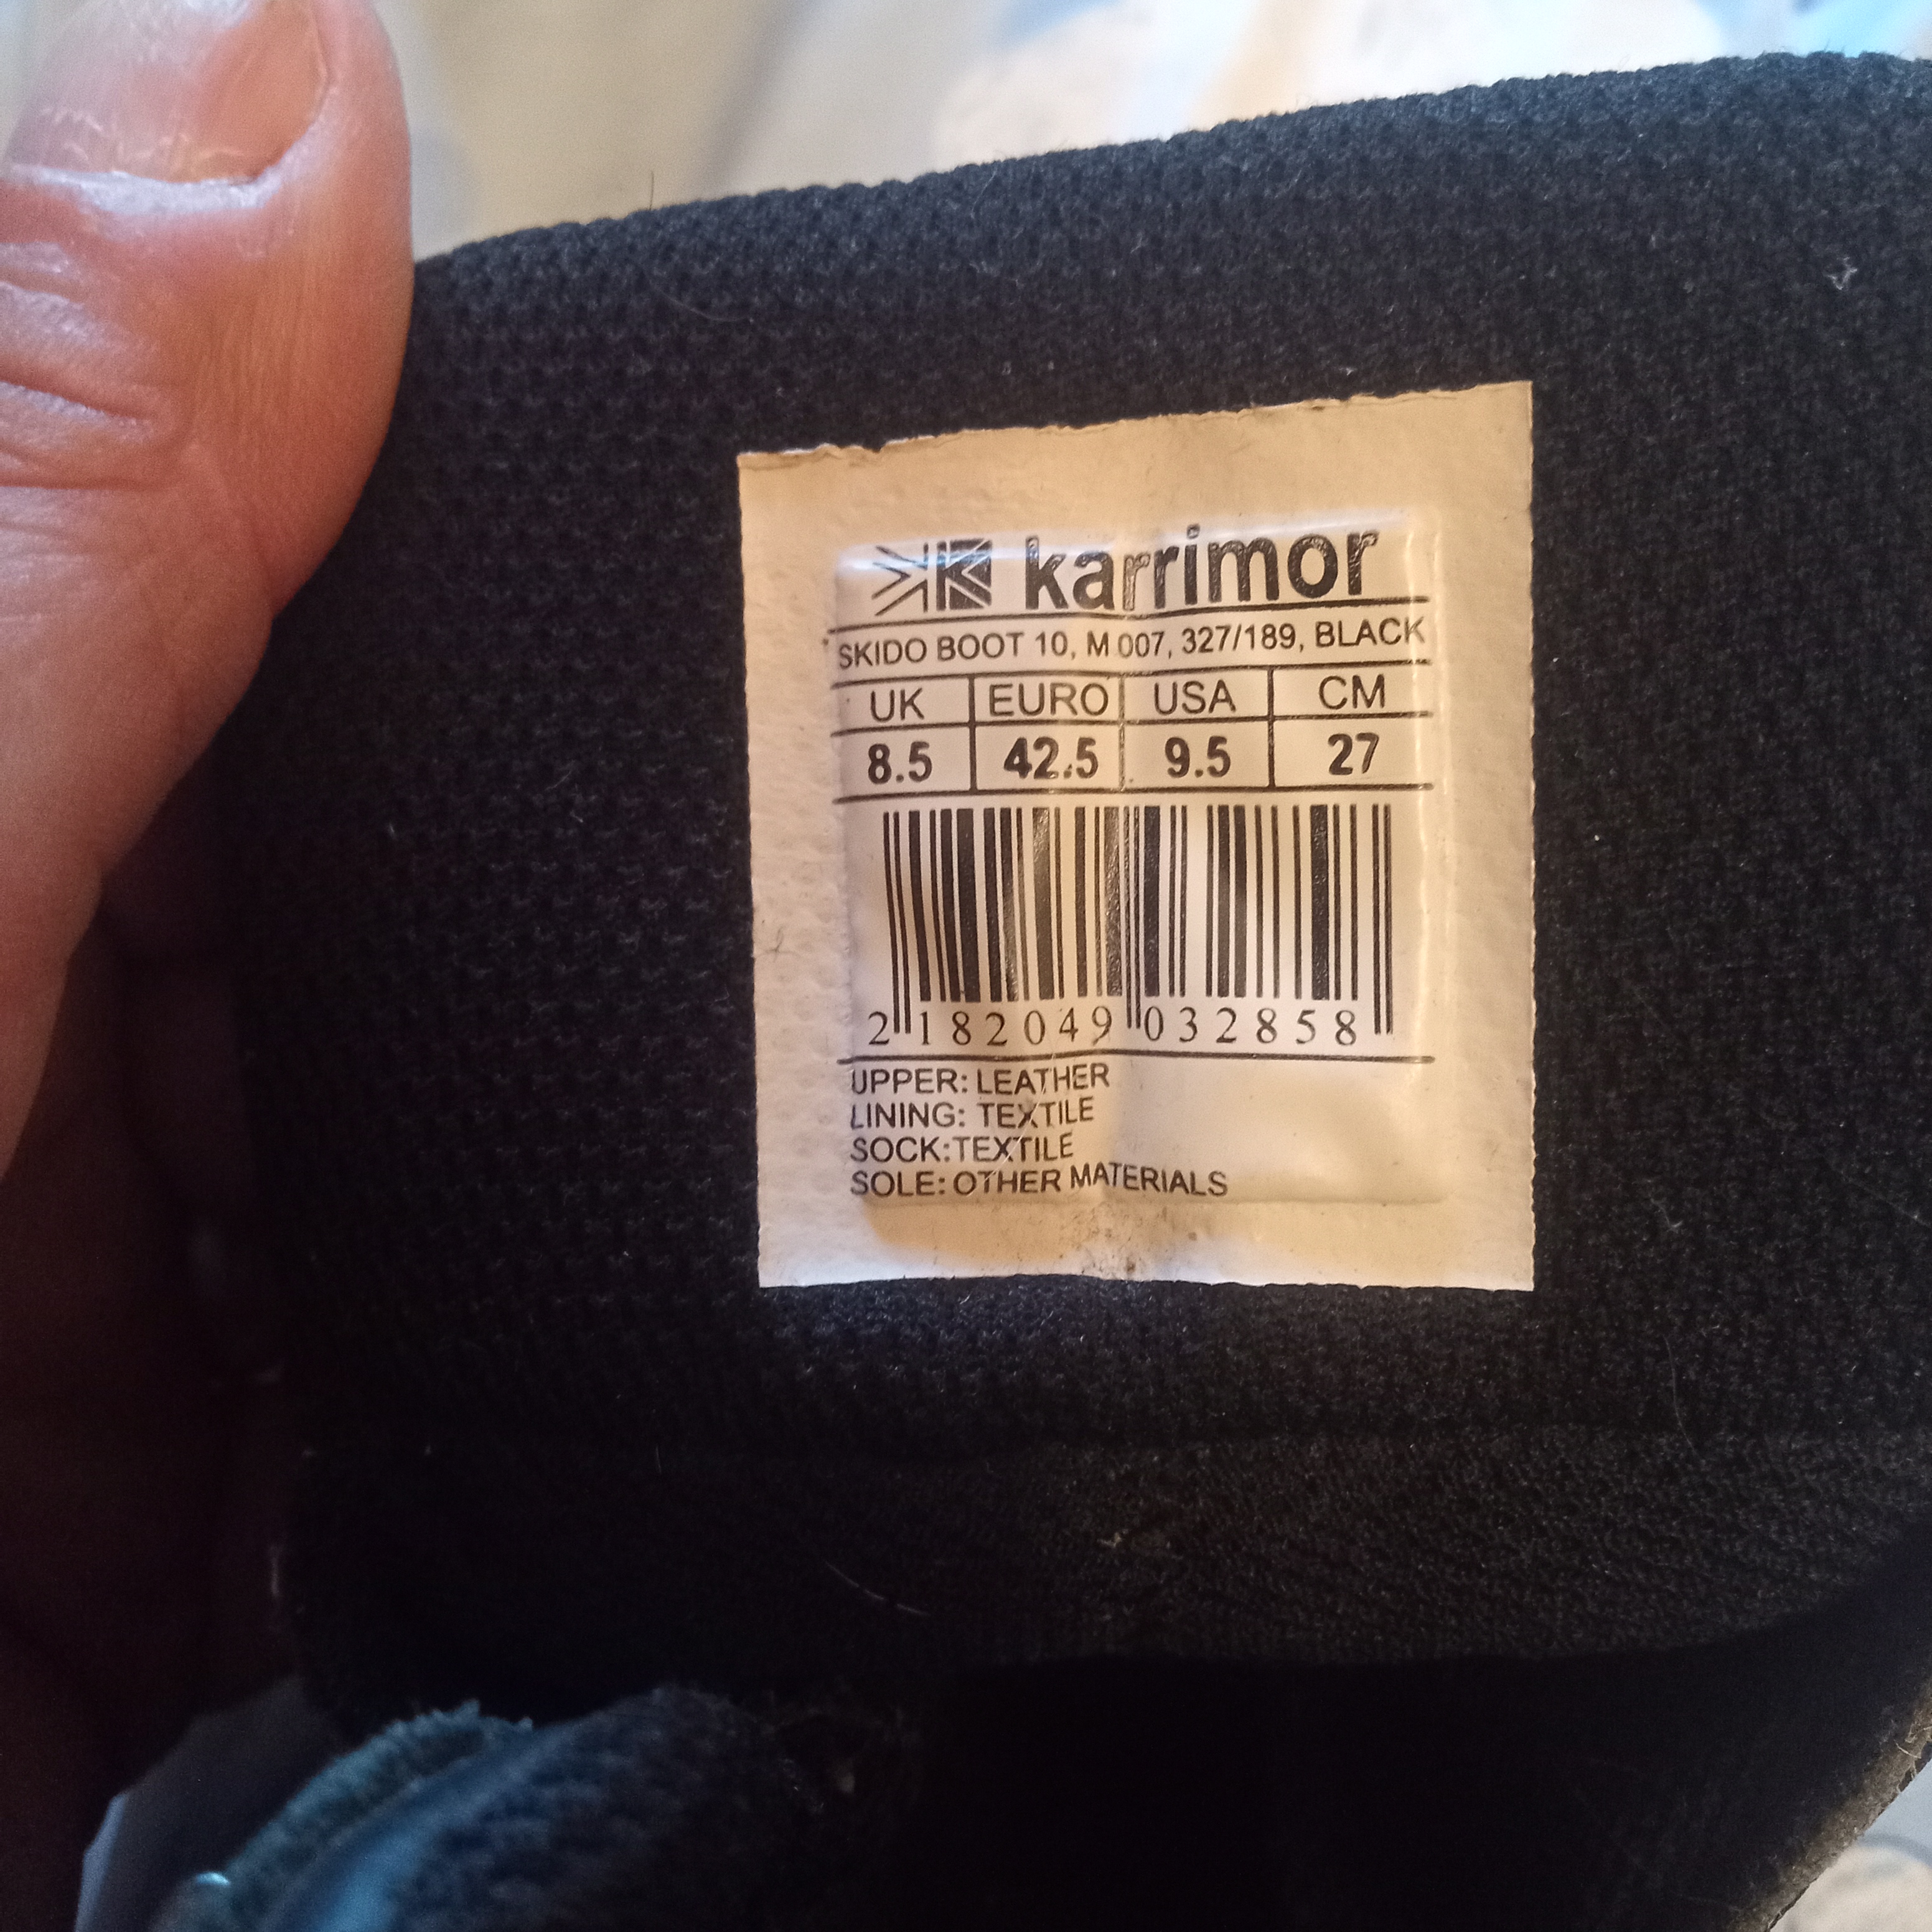 karrimor
SKIDO BOOT 10, M 007, 327/189, BLACK
UK EURO USA CM
8.5 42.5 9.5 27
2 182049 032858
UPPER: LEATHER
LINING: TEXTILE
SOCK:TEXTILE
SOLE: OTHER MATERIALS